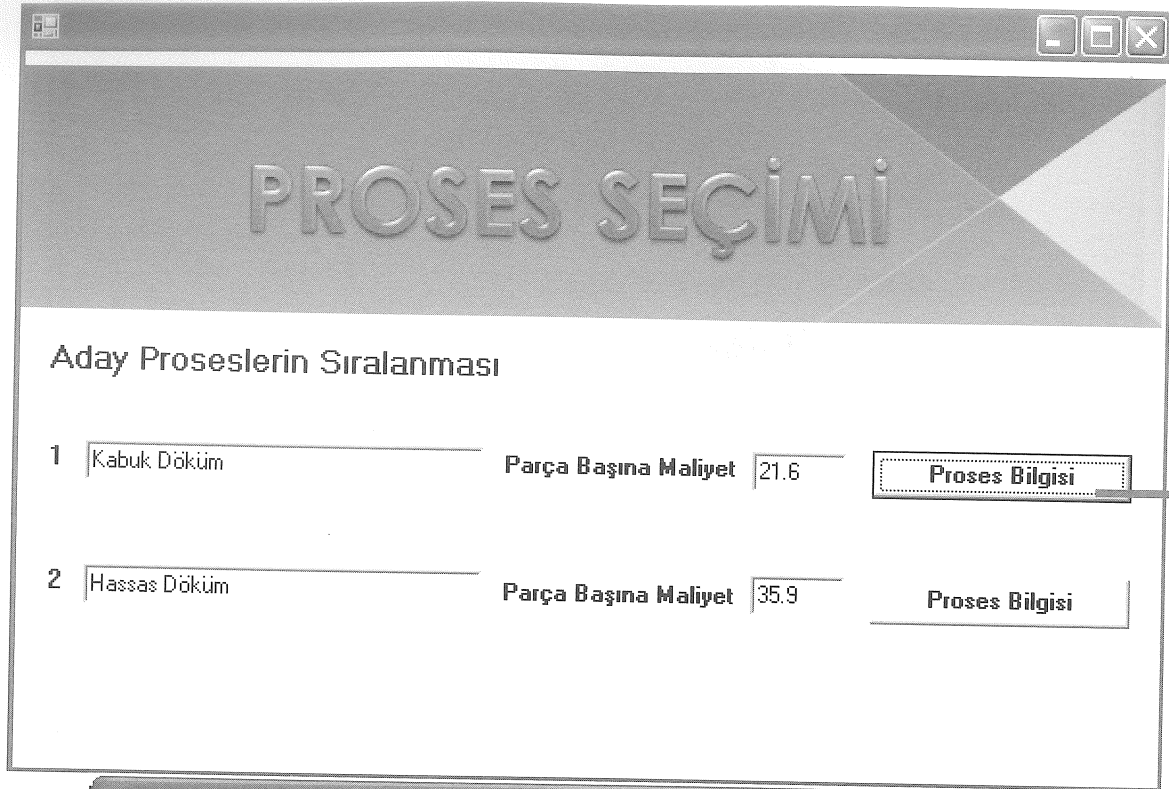 PROSES SEÇİMİ
Aday Proseslerin Sıralanması
1 Kabuk Döküm Parça Başına Maliyet 21.6 Proses Bilgisi
2 Hassas Döküm Parça Başına Maliyet 35.9 Proses Bilgisi